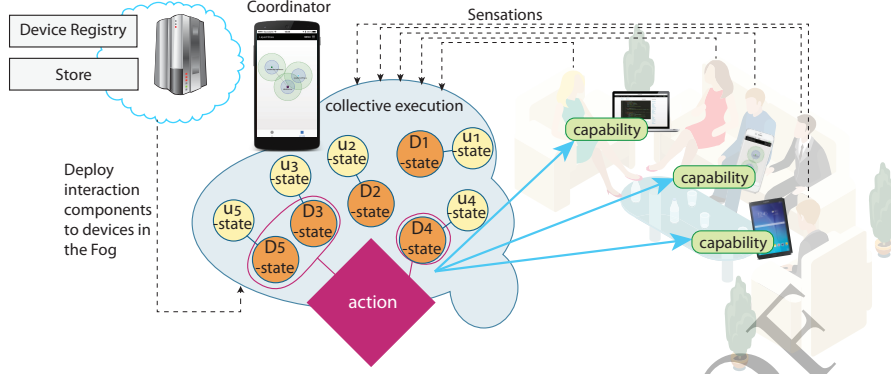 Coordinator
Sensations
Device Registry
Store
collective execution
capability
D1
-state
u1
-state
u2
-state
u3
-state
D2
-state
capability
u4
-state
D3
-state
u5
-state
D4
-state
D5
-state
capability
Deploy
interaction
components
to devices in
the Fog
action